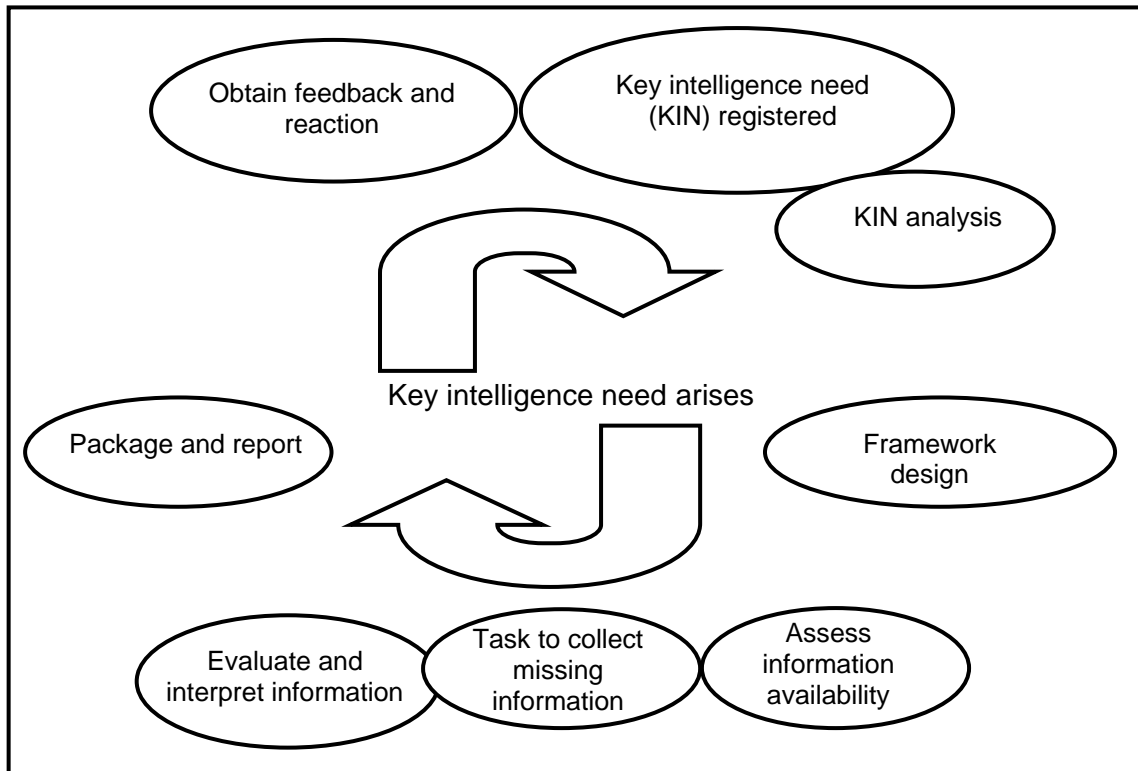 Obtain feedback and
reaction
Key intelligence need
(KIN) registered
KIN analysis
Key intelligence need arises
Package and report
Framework
design
Evaluate and
interpret information
Task to collect
missing
information
Assess
information
availability